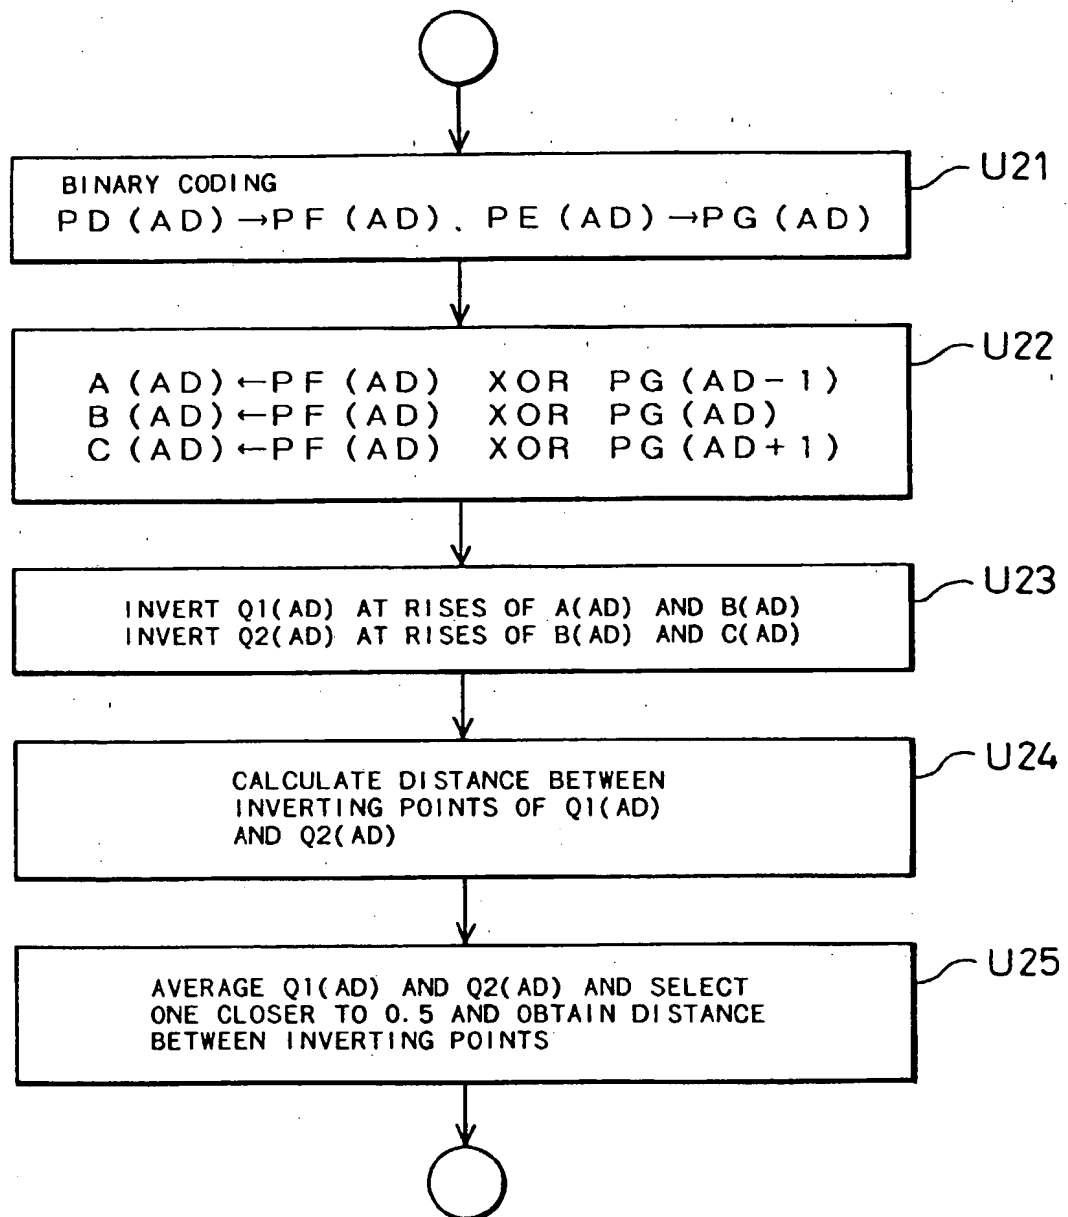 U21
BINARY CODING
PD(AD)→PF(AD). PE(AD)→PG(AD)
U22
A(AD)←PF(AD) XOR PG(AD-1)
B(AD)←PF(AD) XOR PG(AD)
C(AD)←PF(AD) XOR PG(AD+1)
U23
INVERT Q1(AD) AT RISES OF A(AD) AND B(AD)
INVERT Q2(AD) AT RISES OF B(AD) AND C(AD)
U24
CALCULATE DISTANCE BETWEEN
INVERTING POINTS OF Q1(AD)
AND Q2(AD)
U25
AVERAGE Q1(AD) AND Q2(AD) AND SELECT
ONE CLOSER TO 0.5 AND OBTAIN DISTANCE
BETWEEN INVERTING POINTS